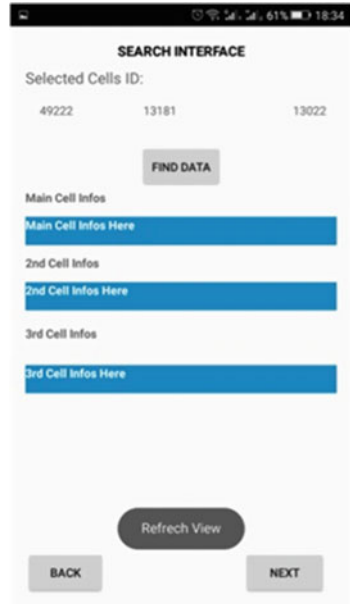 61% 18:34
SEARCH INTERFACE
Selected Cells ID:
49222 13181 13022
FIND DATA
Main Cell Infos
Main Cell Infos Here
2nd Cell Infos
2nd Cell Infos Here
3rd Cell Infos
3rd Cell Infos Here
Refrech View
BACK NEXT